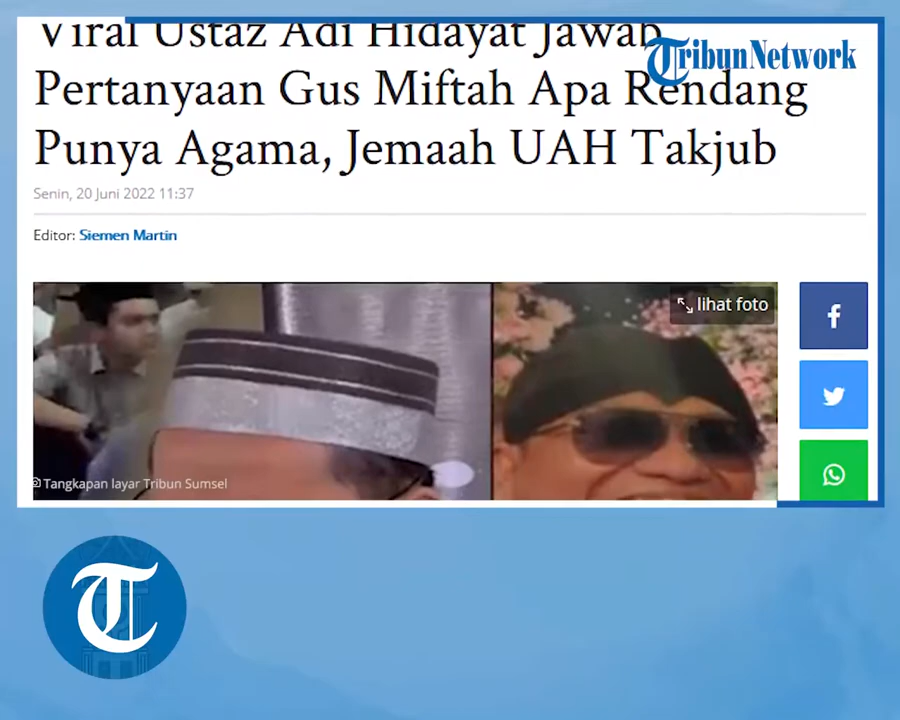 Viral Ustaz Adi Hidayat Jawab
TribunNetwork
Pertanyaan Gus Miftah Apa Rendang
Punya Agama, Jemaah UAH Takjub
Senin, 20 Juni 2022 11:37
Editor: Siemen Martin
lihat foto
f
Tangkapan layar Tribun Sumsel
T